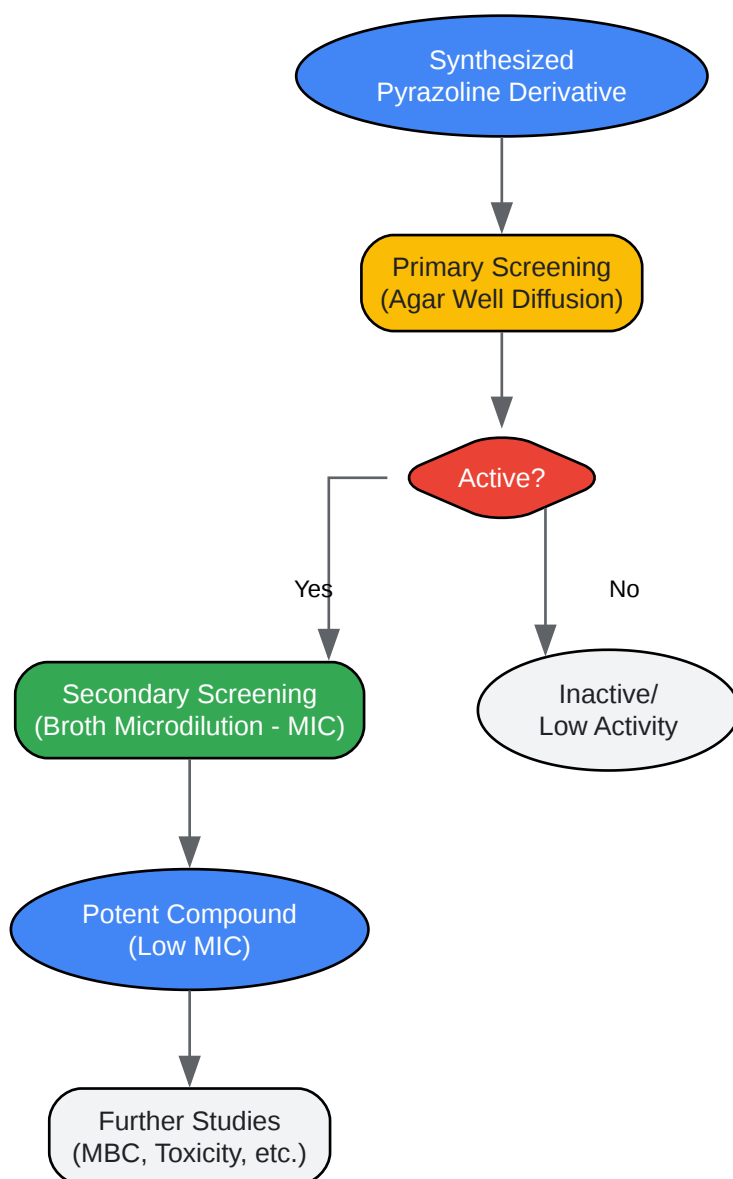 Synthesized
Pyrazoline Derivative
Primary Screening
(Agar Well Diffusion)
Active?
Yes
No
Secondary Screening
(Broth Microdilution - MIC)
Inactive/
Low Activity
Potent Compound
(Low MIC)
Further Studies
(MBC, Toxicity, etc.)